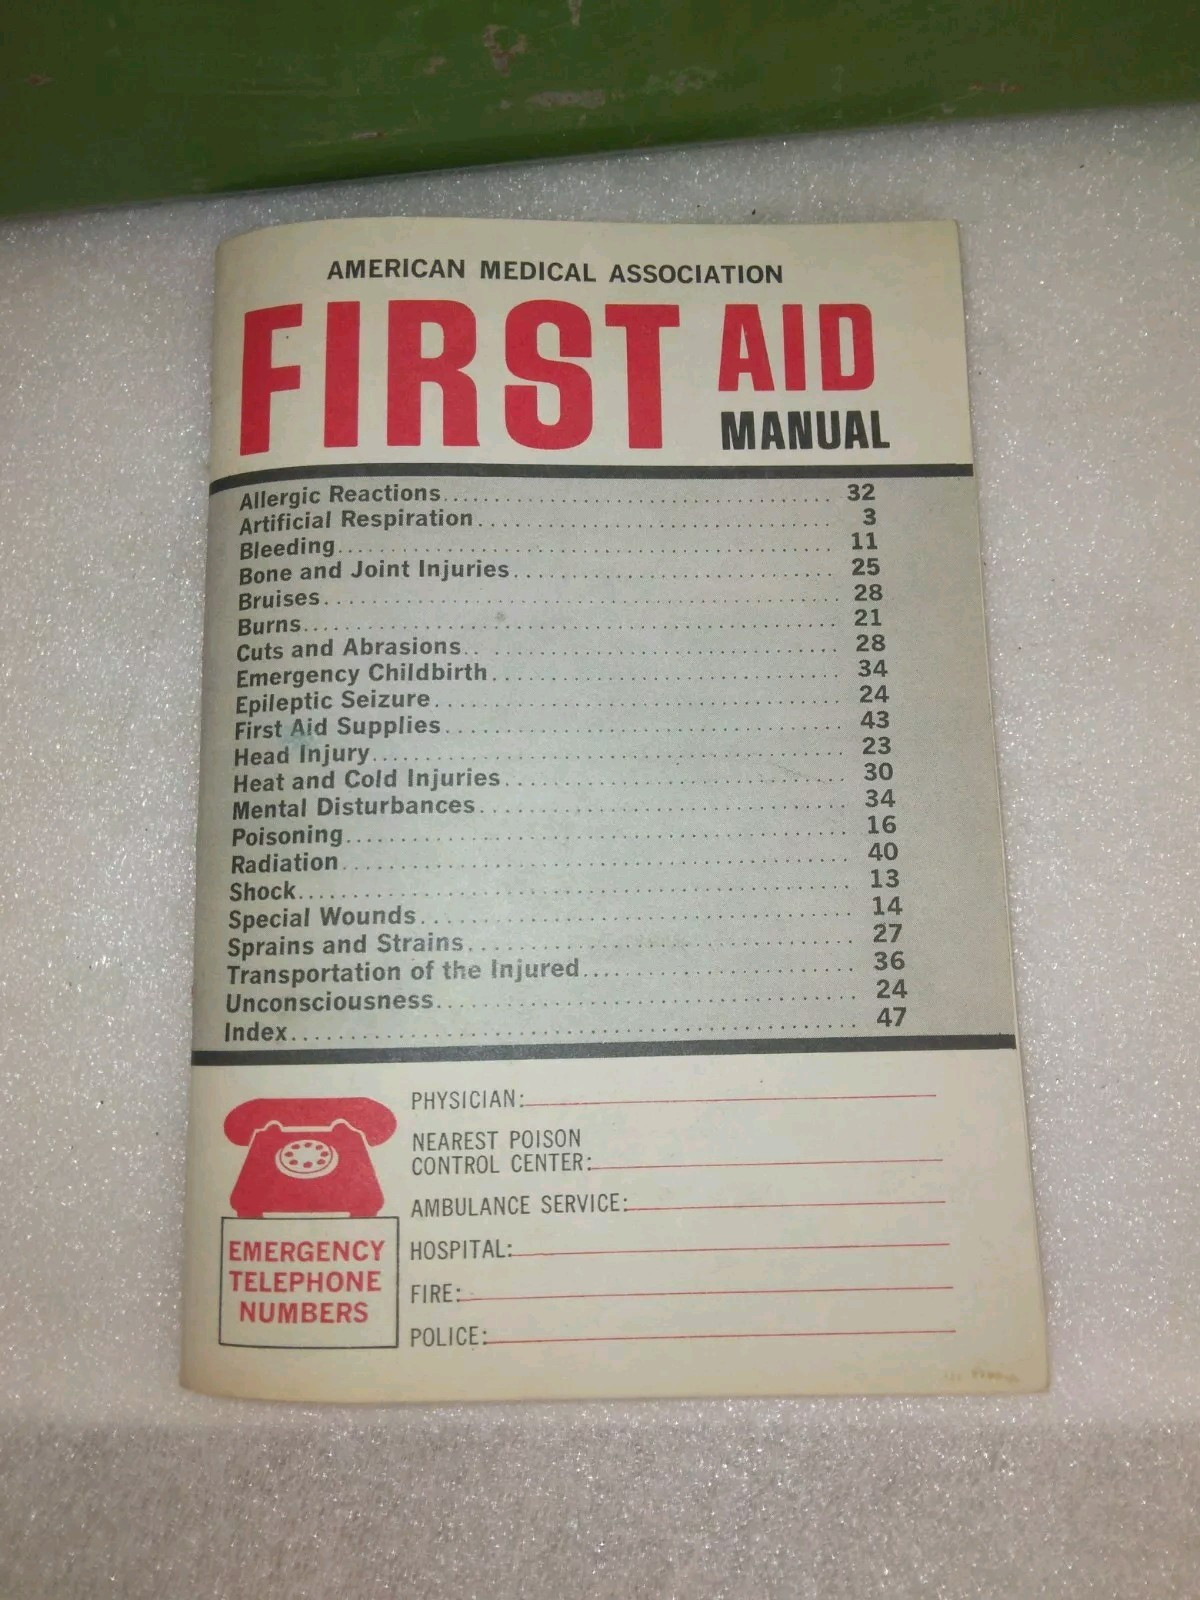 AMERICAN MEDICAL ASSOCIATION
FIRST AID
MANUAL
Allergic Reactions.................................... 32
Artificial Respiration................................. 3
Bleeding............................................... 11
Bone and Joint Injuries............................... 25
Bruises................................................ 28
Burns.................................................. 21
Cuts and Abrasions.................................... 28
Emergency Childbirth.................................. 34
Epileptic Seizure..................................... 24
First Aid Supplies.................................... 43
Head Injury........................................... 23
Heat and Cold Injuries................................ 30
Mental Disturbances................................... 34
Poisoning............................................. 16
Radiation............................................. 40
Shock................................................. 13
Special Wounds........................................ 14
Sprains and Strains................................... 27
Transportation of the Injured......................... 36
Unconsciousness....................................... 24
Index................................................. 47
PHYSICIAN:
NEAREST POISON
CONTROL CENTER:
AMBULANCE SERVICE:
HOSPITAL:
FIRE:
POLICE:
EMERGENCY
TELEPHONE
NUMBERS